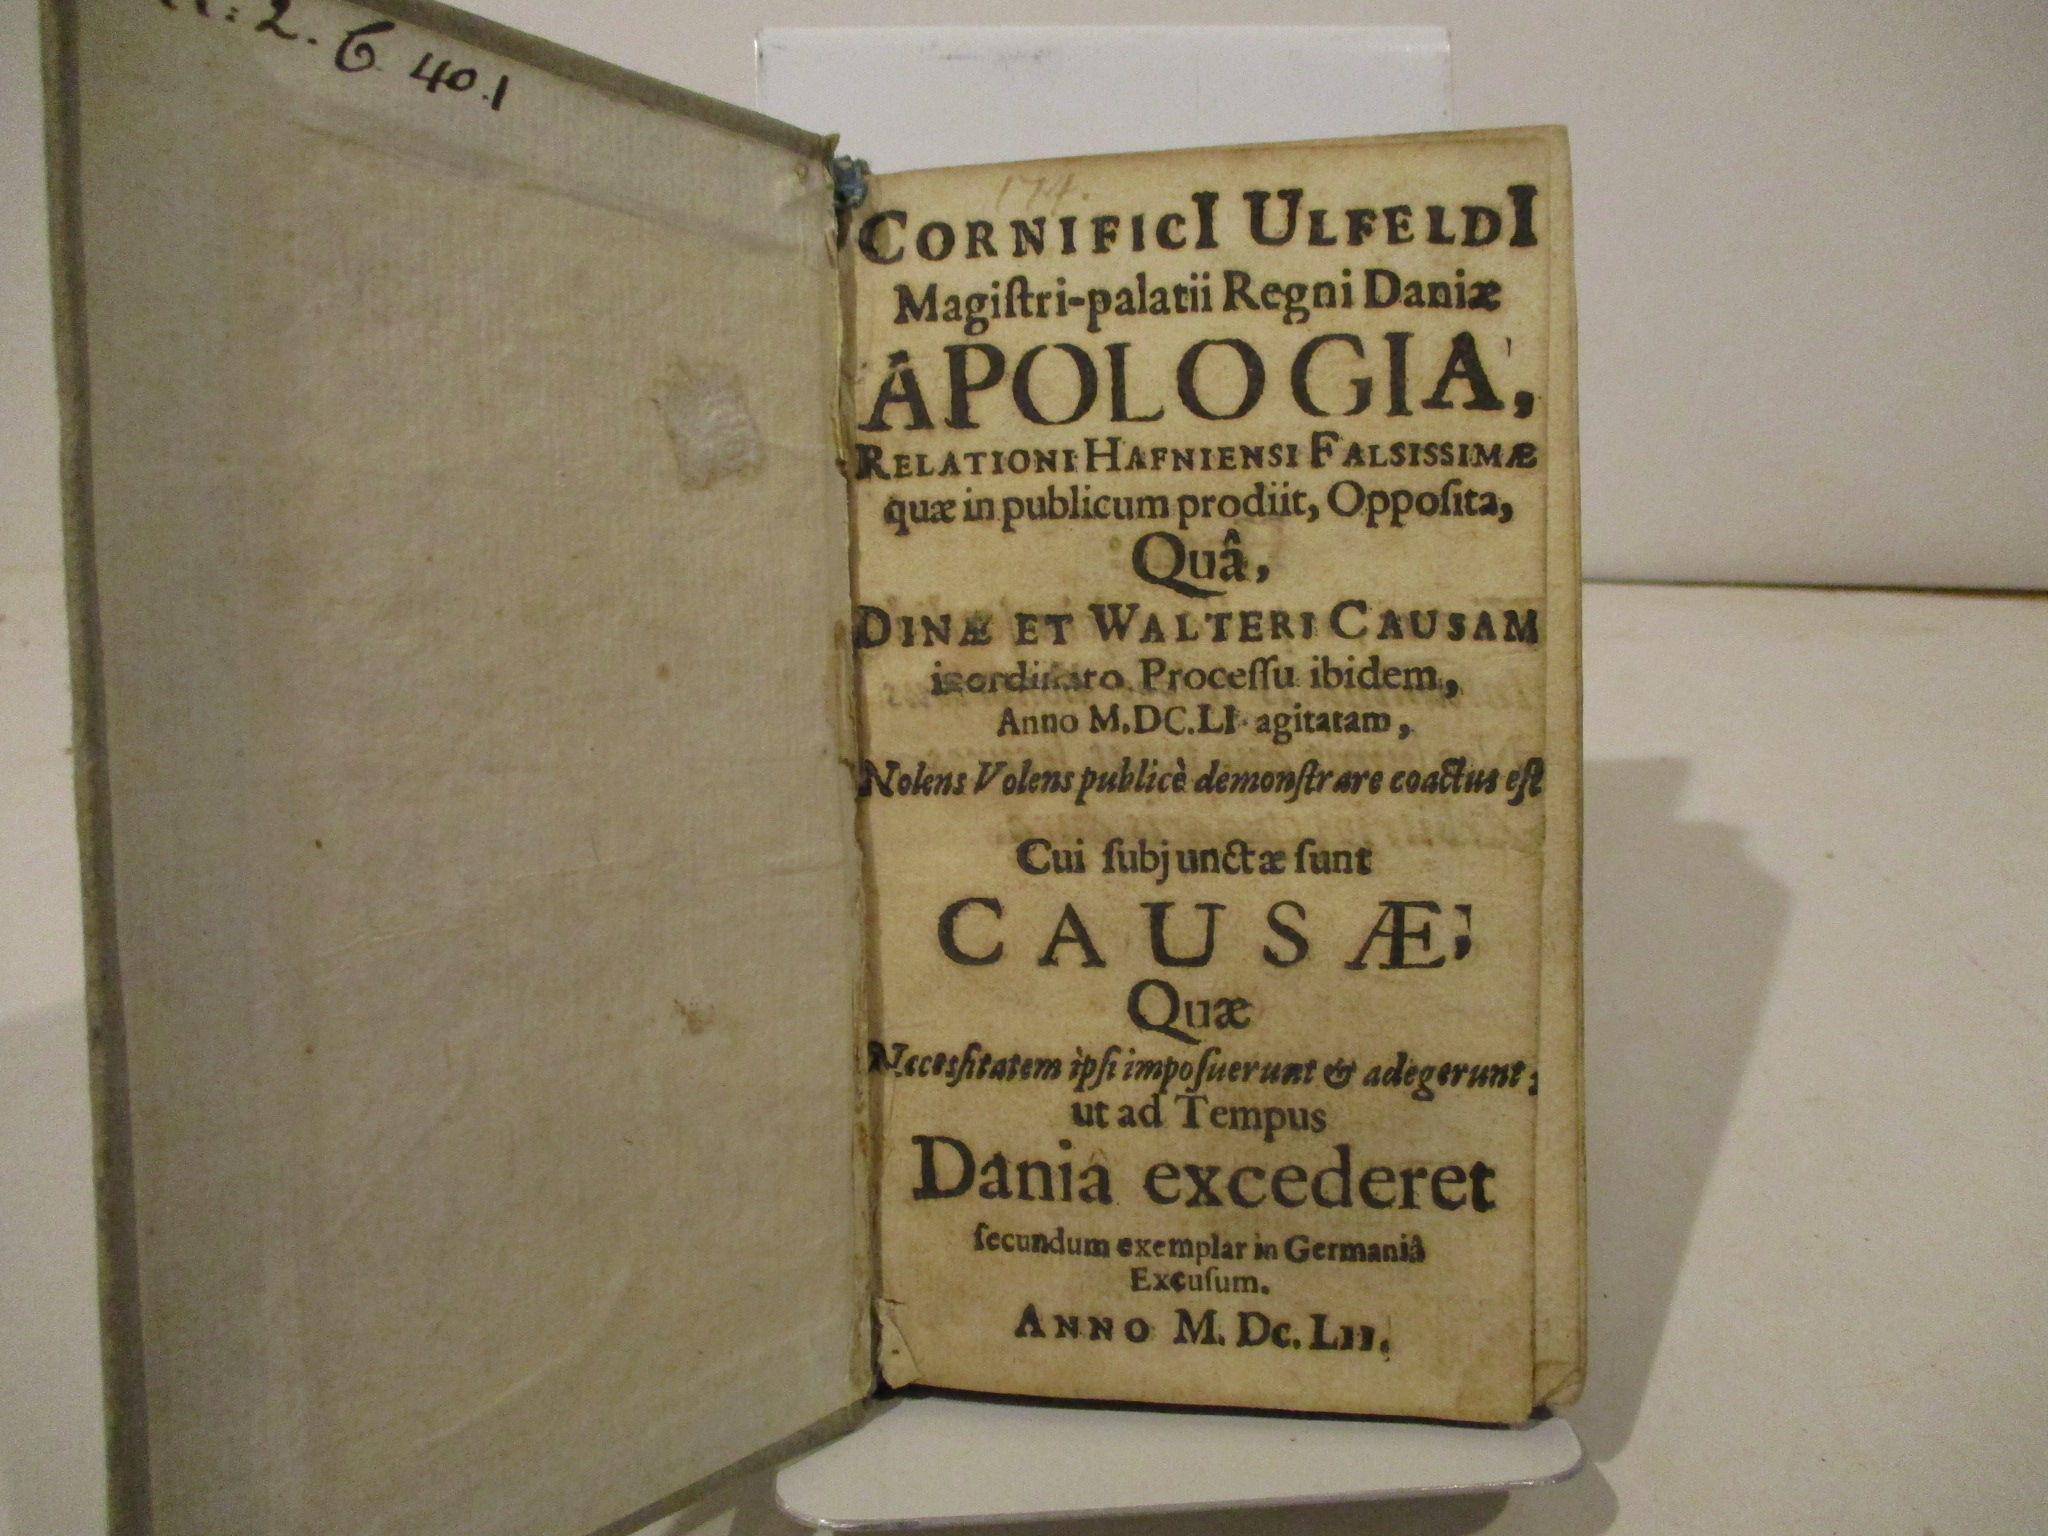 : 2. 6 40.1
174.
CORNIFICI ULFELDI
Magiſtri-palatii Regni Daniæ
APOLOGIA,
RELATIONI HAFNIENSI FALSISSIMÆ
quæ in publicum prodiit, Oppoſita,
Quâ,
DINÆ ET WALTERI CAUSAM
inordinato Proceſſu ibidem,
Anno M.DC.LI. agitatam,
Nolens Volens publicè demonſtrare coactus eſt
Cui ſubjunctæ ſunt
CAUSÆ,
Quæ
Necesſitatem ipſi impoſuerunt & adegerunt,
ut ad Tempus
Dania excederet
ſecundum exemplar in Germaniâ
Excuſum.
ANNO M. DC. LII.